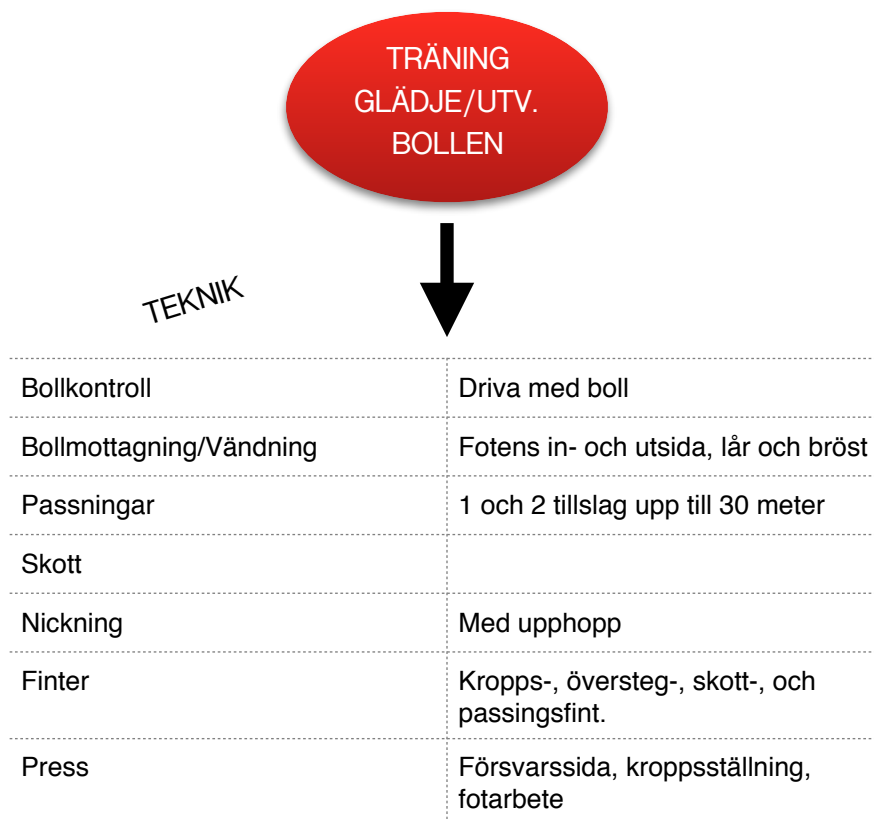 TRÄNING
GLÄDJE/UTV.
BOLLEN
TEKNIK
Bollkontroll
Driva med boll
Bollmottagning/Vändning
Fotens in- och utsida, lår och bröst
Passningar
1 och 2 tillslag upp till 30 meter
Skott
Nickning
Med upphopp
Finter
Kropps-, översteg-, skott-, och
passingsfint.
Press
Försvarssida, kroppsställning,
fotarbete